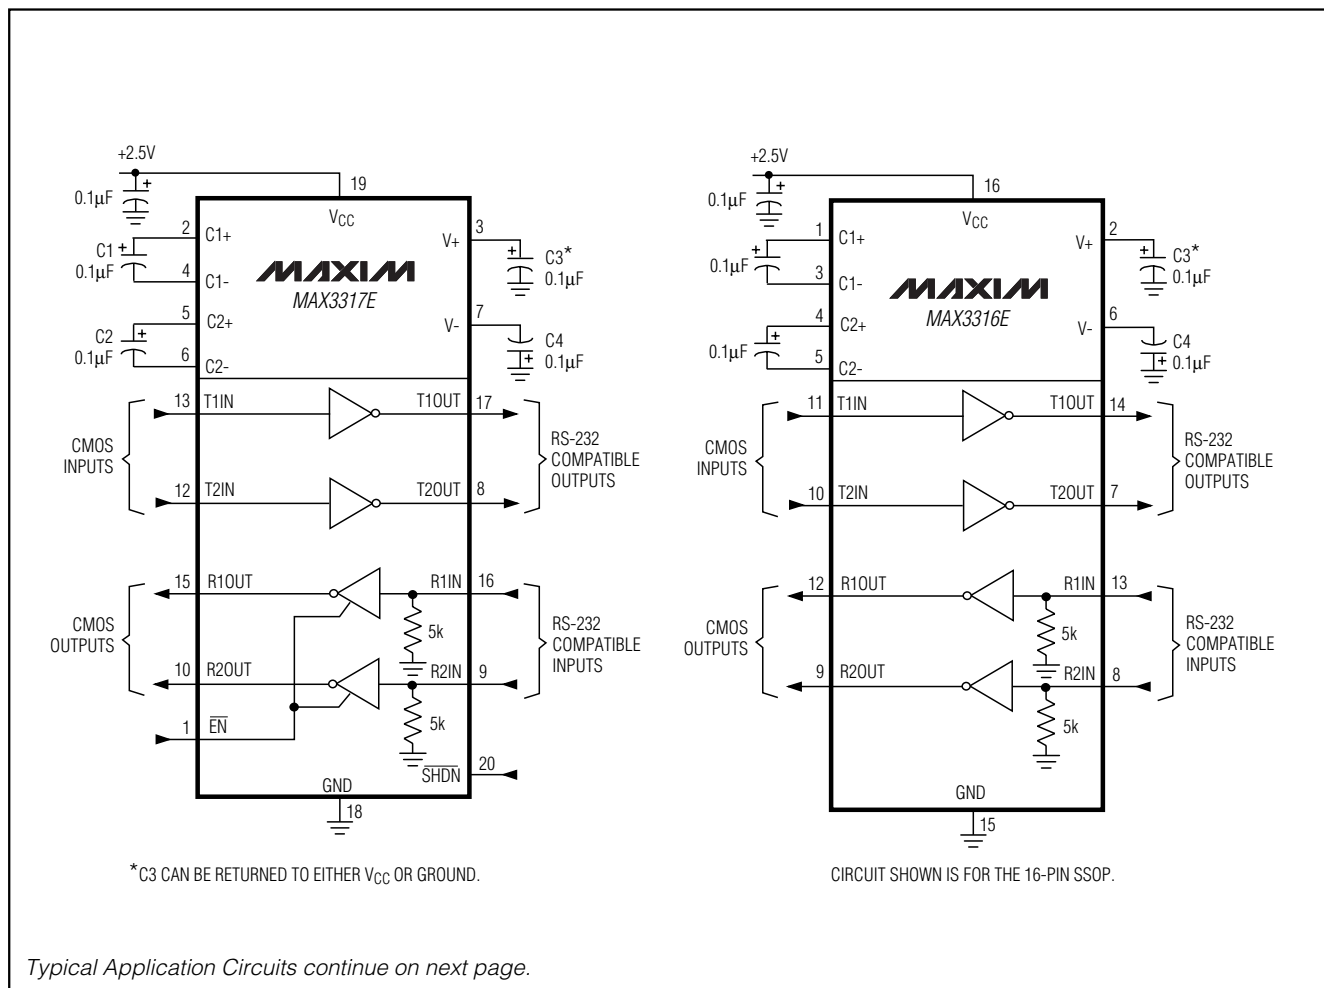 +2.5V
0.1µF
19
VCC
2
C1+
C1
0.1µF
4
C1-
5
C2+
C2
0.1µF
6
C2-
3
V+
C3*
0.1µF
7
V-
C4
0.1µF
MAXIM
MAX3317E
13
T1IN
T1OUT
17
12
T2IN
T2OUT
8
CMOS
INPUTS
RS-232
COMPATIBLE
OUTPUTS
15
R1OUT
R1IN
16
5k
10
R2OUT
R2IN
9
5k
CMOS
OUTPUTS
RS-232
COMPATIBLE
INPUTS
1
EN
SHDN
20
GND
18
*C3 CAN BE RETURNED TO EITHER VCC OR GROUND.
+2.5V
0.1µF
16
VCC
1
C1+
0.1µF
3
C1-
4
C2+
0.1µF
5
C2-
2
V+
C3*
0.1µF
6
V-
C4
0.1µF
MAXIM
MAX3316E
11
T1IN
T1OUT
14
10
T2IN
T2OUT
7
CMOS
INPUTS
RS-232
COMPATIBLE
OUTPUTS
12
R1OUT
R1IN
13
5k
9
R2OUT
R2IN
8
5k
CMOS
OUTPUTS
RS-232
COMPATIBLE
INPUTS
GND
15
CIRCUIT SHOWN IS FOR THE 16-PIN SSOP.
Typical Application Circuits continue on next page.